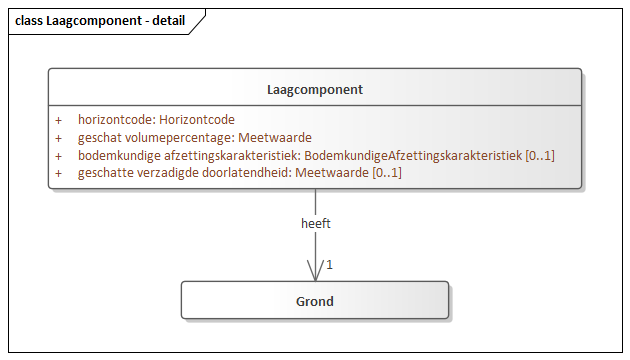 class Laagcomponent - detail
Laagcomponent
+ horizontcode: Horizontcode
+ geschat volumepercentage: Meetwaarde
+ bodemkundige afzettingskarakteristiek: BodemkundigeAfzettingskarakteristiek [0..1]
+ geschatte verzadigde doorlatendheid: Meetwaarde [0..1]
heeft
1
Grond